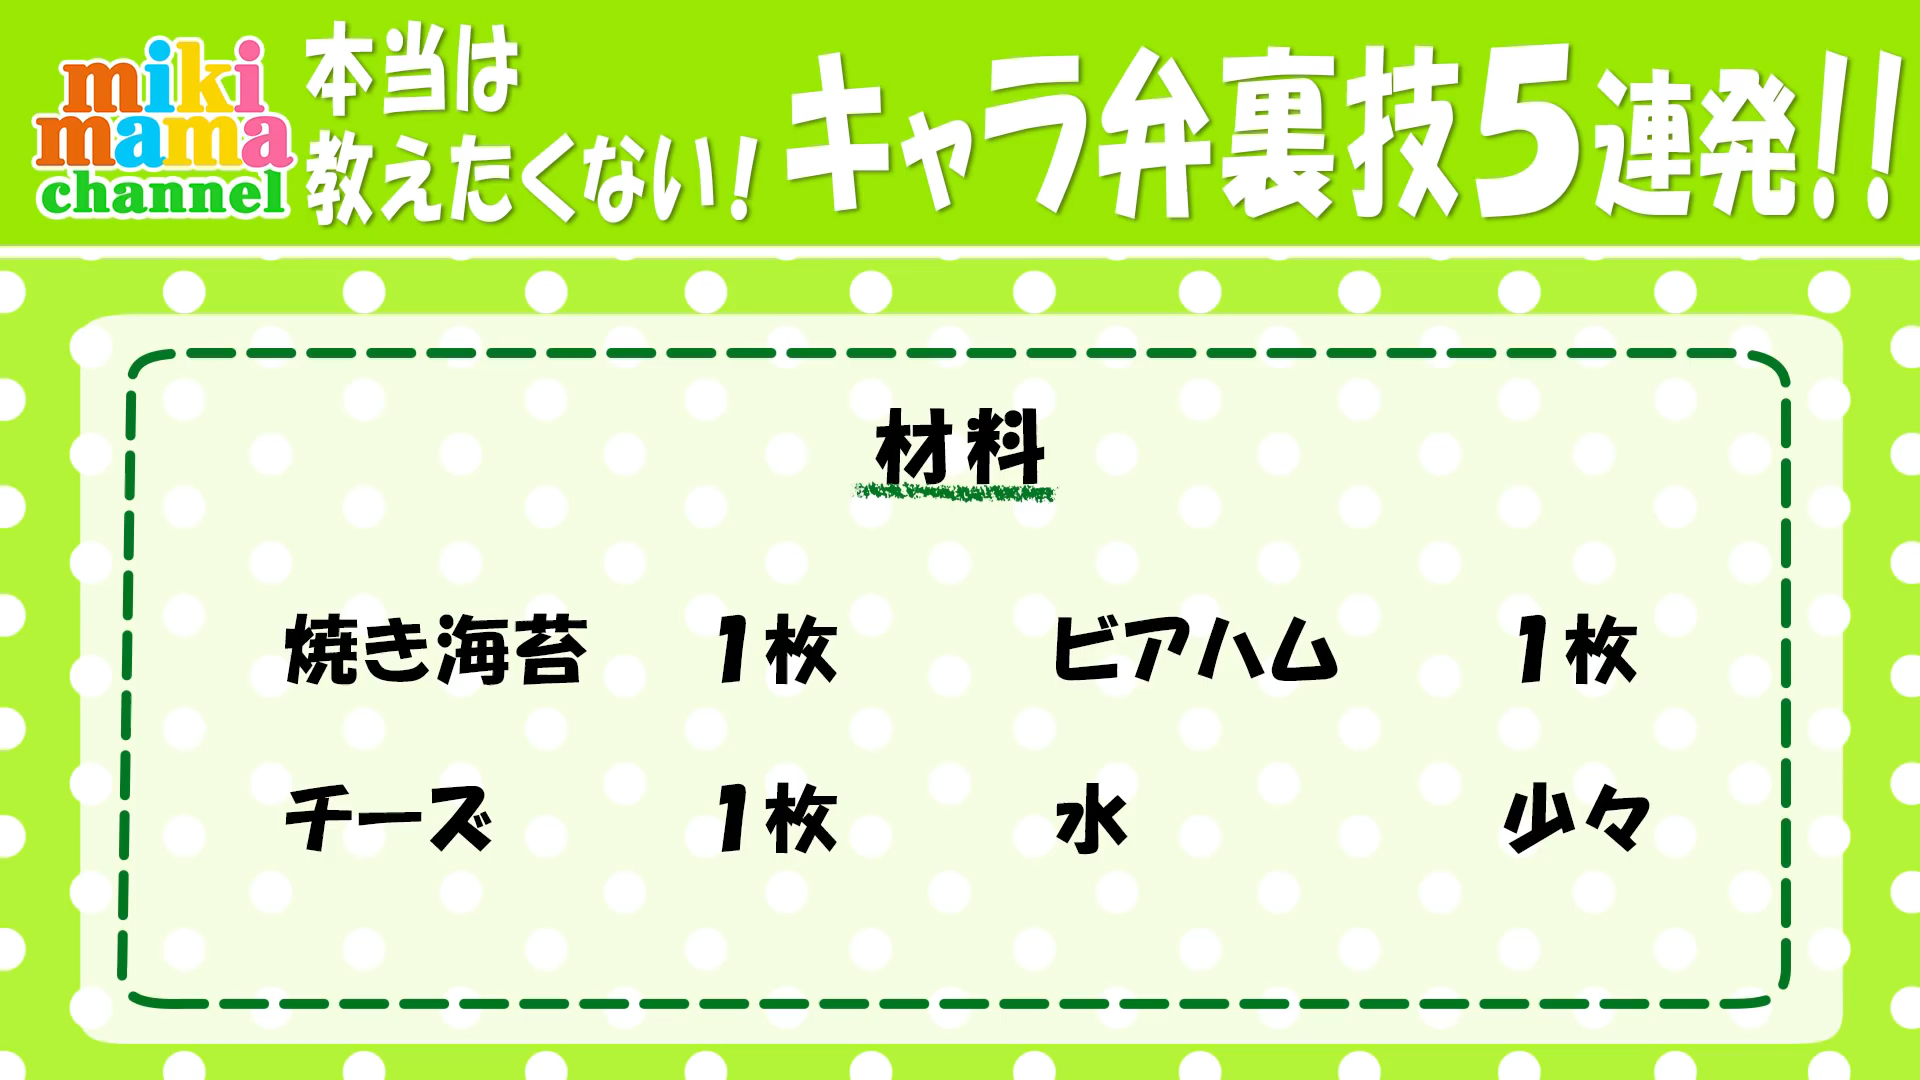 miki
mama
channel
本当は
教えたくない!
キャラ弁裏技5連発!!
材料
焼き海苔 1枚 ビアハム 1枚
チーズ 1枚 水 少々